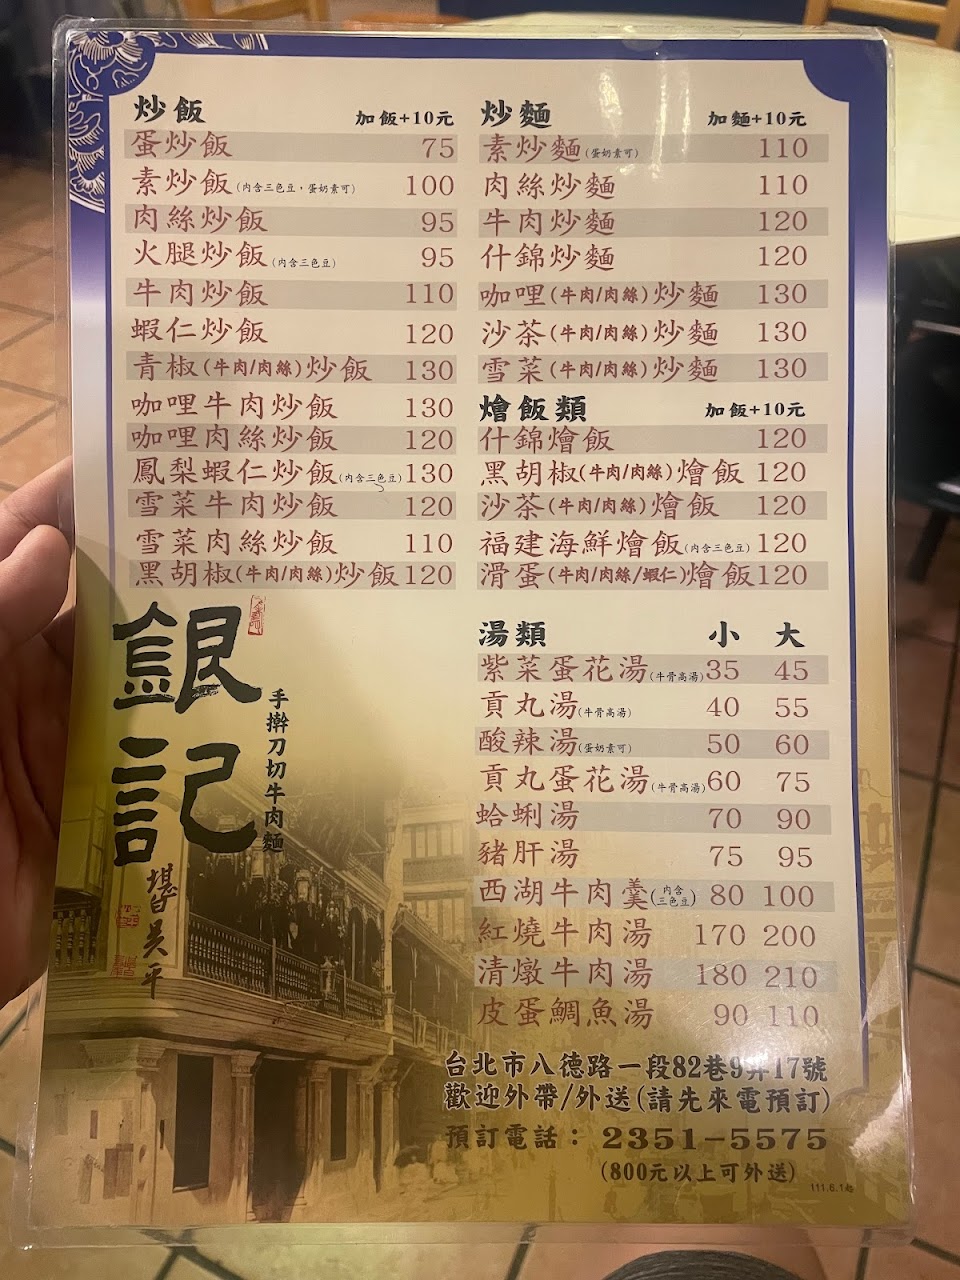 炒飯 加飯+10元
蛋炒飯 75
素炒飯(內含三色豆，蛋奶素可) 100
肉絲炒飯 95
火腿炒飯(內含三色豆) 95
牛肉炒飯 110
蝦仁炒飯 120
青椒(牛肉/肉絲)炒飯 130
咖哩牛肉炒飯 130
咖哩肉絲炒飯 120
鳳梨蝦仁炒飯(內含三色豆) 130
雪菜牛肉炒飯 120
雪菜肉絲炒飯 110
黑胡椒(牛肉/肉絲)炒飯 120
炒麵 加麵+10元
素炒麵(蛋奶素可) 110
肉絲炒麵 110
牛肉炒麵 120
什錦炒麵 120
咖哩(牛肉/肉絲)炒麵 130
沙茶(牛肉/肉絲)炒麵 130
雪菜(牛肉/肉絲)炒麵 130
燴飯類 加飯+10元
什錦燴飯 120
黑胡椒(牛肉/肉絲)燴飯 120
沙茶(牛肉/肉絲)燴飯 120
福建海鮮燴飯(內含三色豆) 120
滑蛋(牛肉/肉絲/蝦仁)燴飯 120
湯類 小 大
紫菜蛋花湯(牛骨高湯) 35 45
貢丸湯(牛骨高湯) 40 55
酸辣湯(蛋奶素可) 50 60
貢丸蛋花湯(牛骨高湯) 60 75
蛤蜊湯 70 90
豬肝湯 75 95
西湖牛肉羹(內含三色豆) 80 100
紅燒牛肉湯 170 200
清燉牛肉湯 180 210
皮蛋鯛魚湯 90 110
銀記
手擀刀切牛肉麵
台北市八德路一段82巷9弄17號
歡迎外帶/外送(請先來電預訂)
預訂電話：2351-5575
(800元以上可外送)